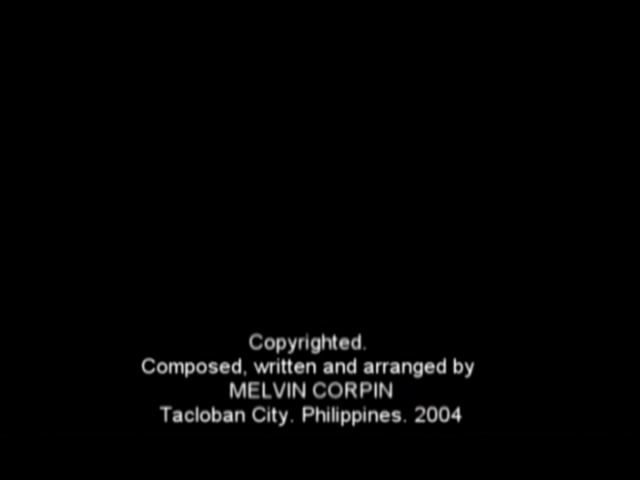 Copyrighted.
Composed, written and arranged by
MELVIN CORPIN
Tacloban City. Philippines. 2004